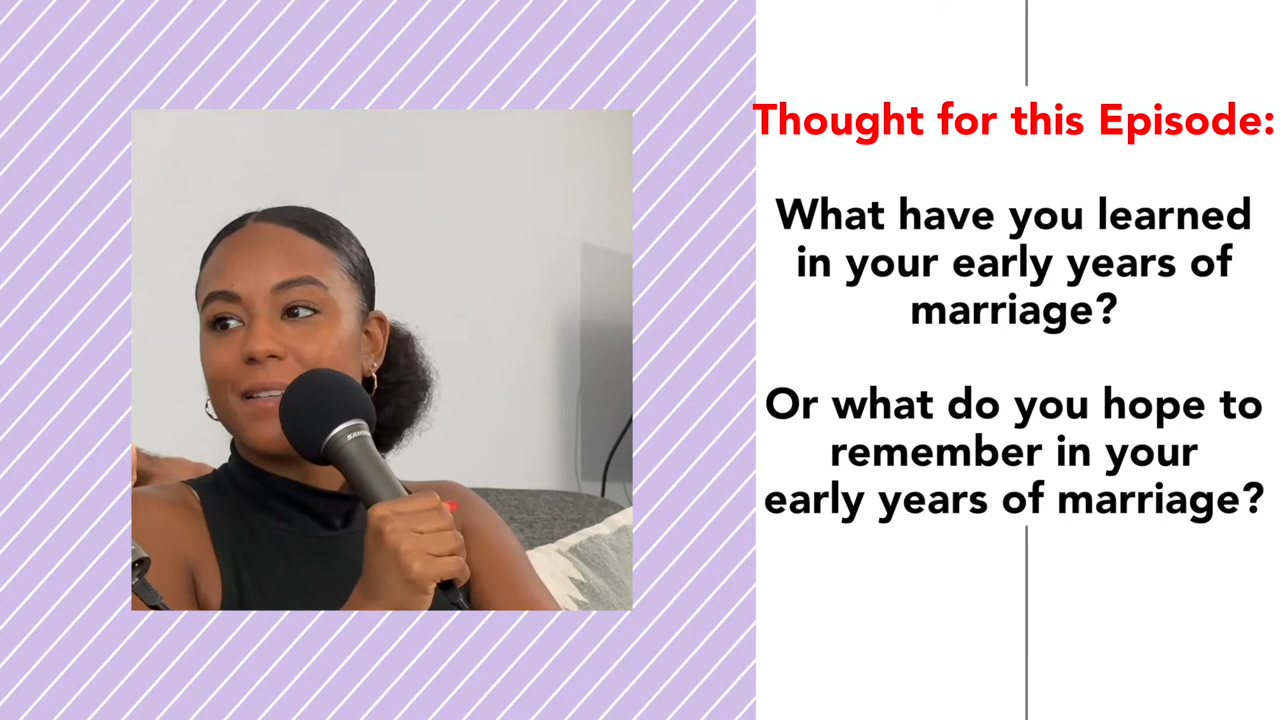 Thought for this Episode:
What have you learned
in your early years of
marriage?
Or what do you hope to
remember in your
early years of marriage?